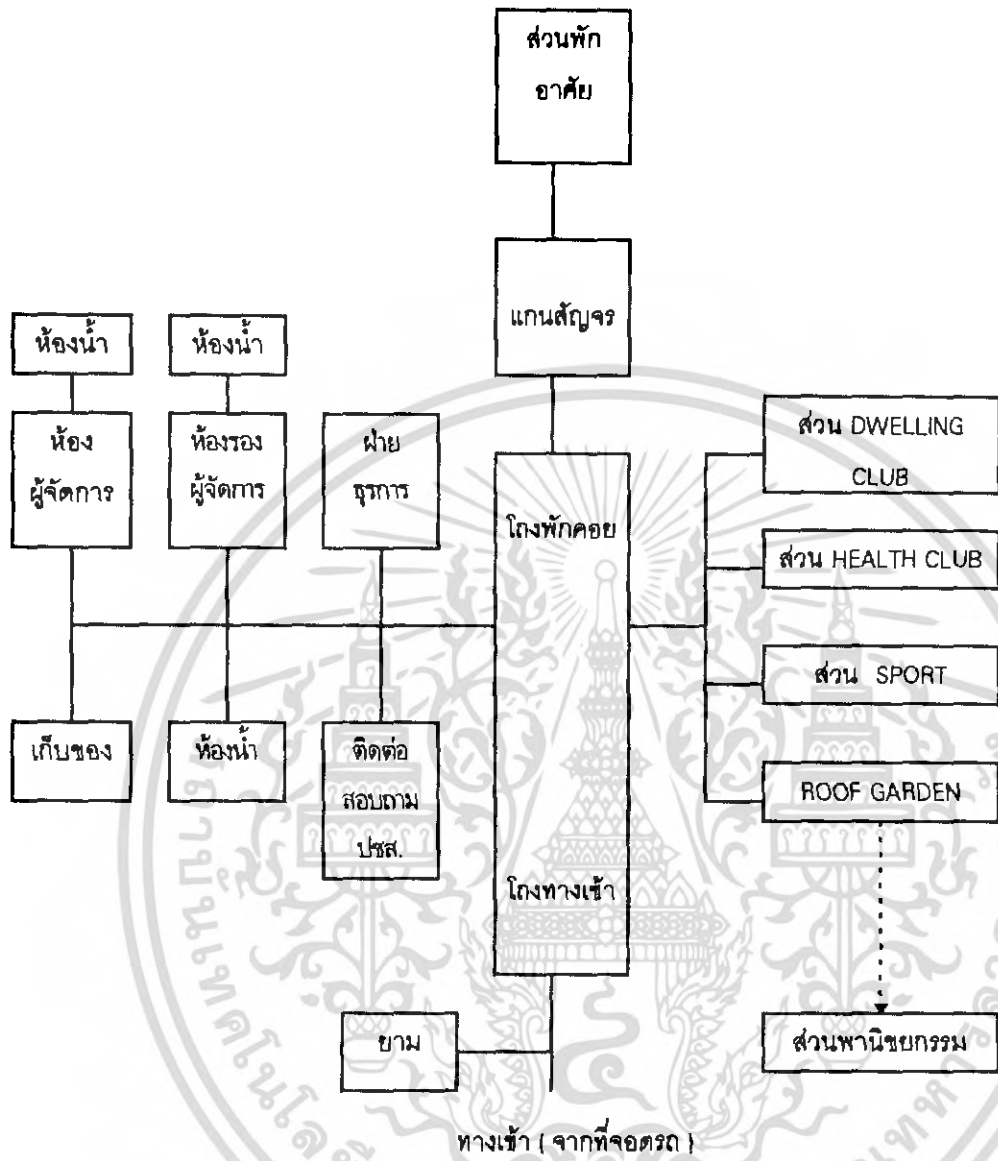 ส่วนพัก
อาศัย
แกนสัญจร
ห้องน้ำ
ห้องน้ำ
ห้อง
ผู้จัดการ
ห้องรอง
ผู้จัดการ
ฝ่าย
ธุรการ
โถงพักคอย
ส่วน DWELLING
CLUB
ส่วน HEALTH CLUB
ส่วน SPORT
ROOF GARDEN
เก็บของ
ห้องน้ำ
ติดต่อ
สอบถาม
ปชส.
โถงทางเข้า
ยาม
ส่วนพานิชยกรรม
ทางเข้า ( จากที่จอดรถ )